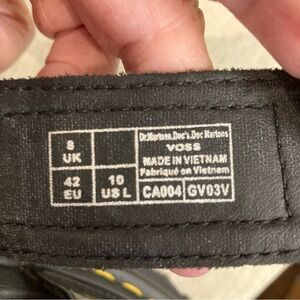 8
UK
42
EU
10
US L
Dr.Martens.Doc's.Doc Martens
VOSS
MADE IN VIETNAM
Fabriqué en Vietnam
CA004 GV03V